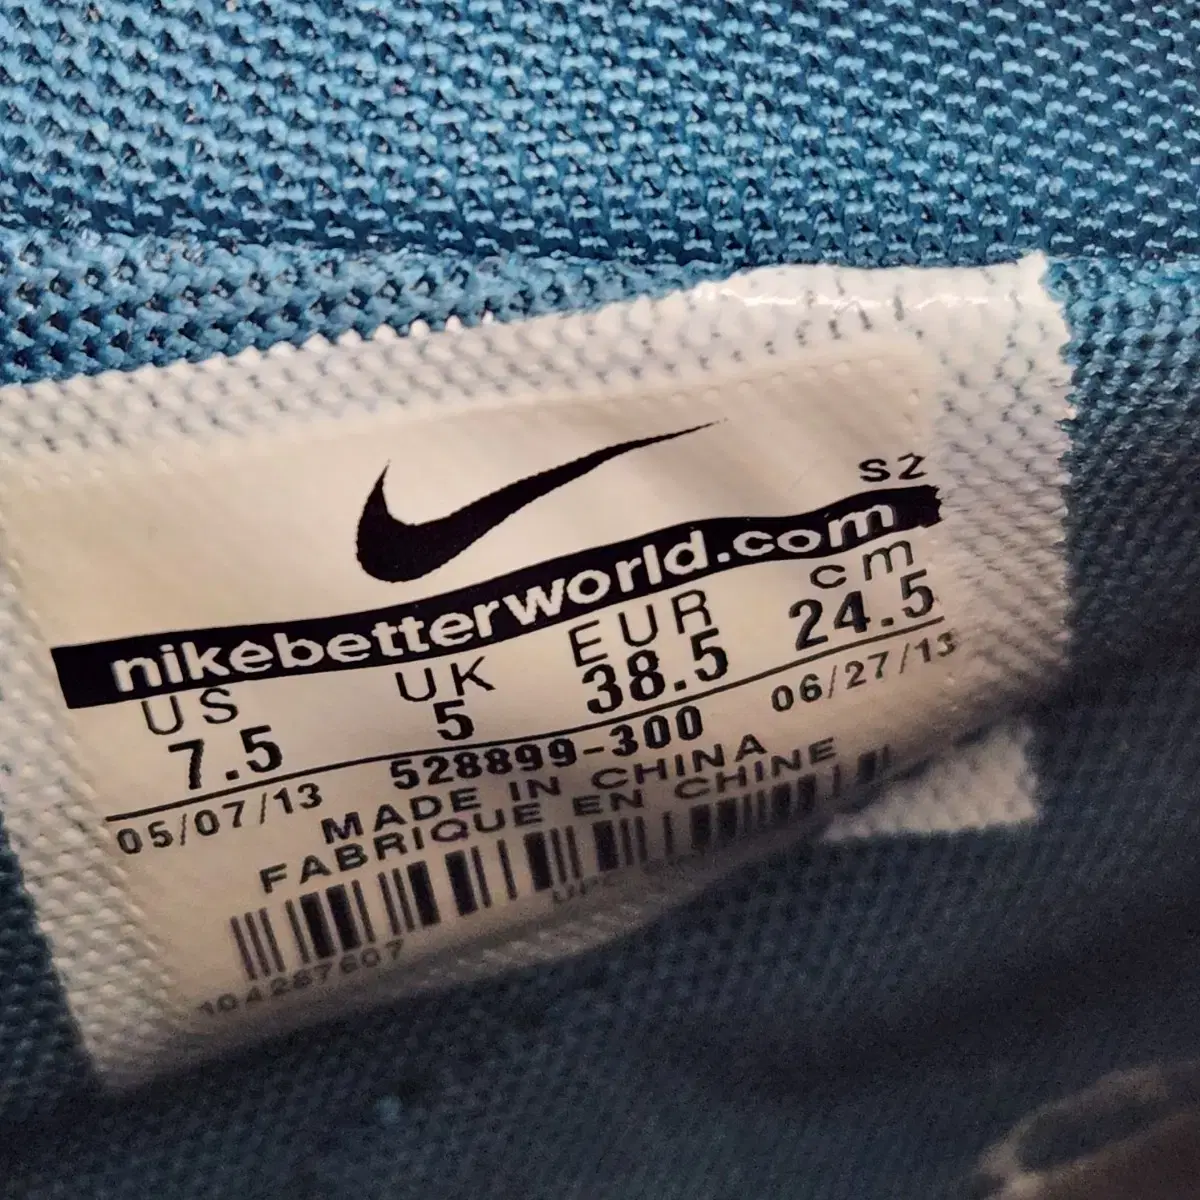 S2
nikebetterworld.com
US UK EUR cm
7.5 5 38.5 24.5
05/07/13 528899-300 06/27/13
MADE IN CHINA
FABRIQUE EN CHINE